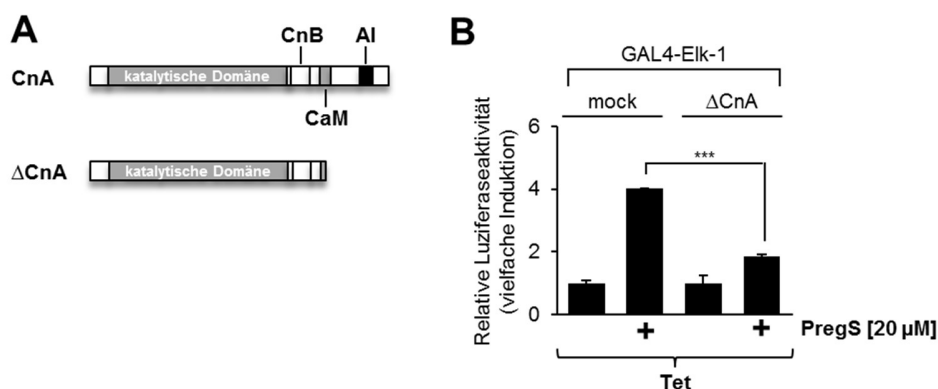 A
CnB
AI
CnA
katalytische Domäne
CaM
ΔCnA
katalytische Domäne
B
GAL4-Elk-1
mock
ΔCnA
Relative Luziferaseaktivität
(vielfache Induktion)
6
4
2
0
***
+
+
PregS [20 µM]
Tet